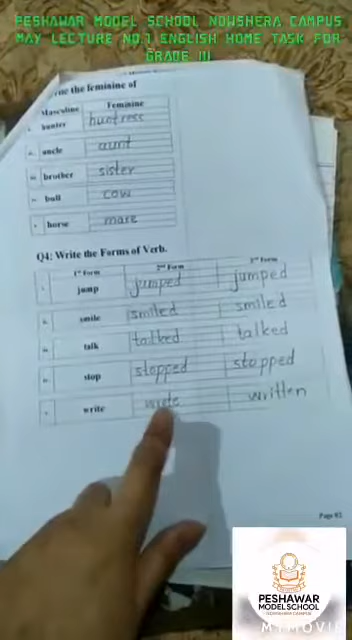 PESHAWAR MODEL SCHOOL NOWSHERA CAMPUS
MAY LECTURE NO.1 ENGLISH HOME TASK FOR
GRADE III
the feminine of
Masculine Feminine
hunter huntress
uncle aunt
brother sister
bull cow
horse mare
Q4: Write the Forms of Verb.
1st Form 2nd Form 3rd Form
jump jumped jumped
smile smiled smiled
talk talked talked
stop stopped stopped
write wrote written
PESHAWAR
MODEL SCHOOL